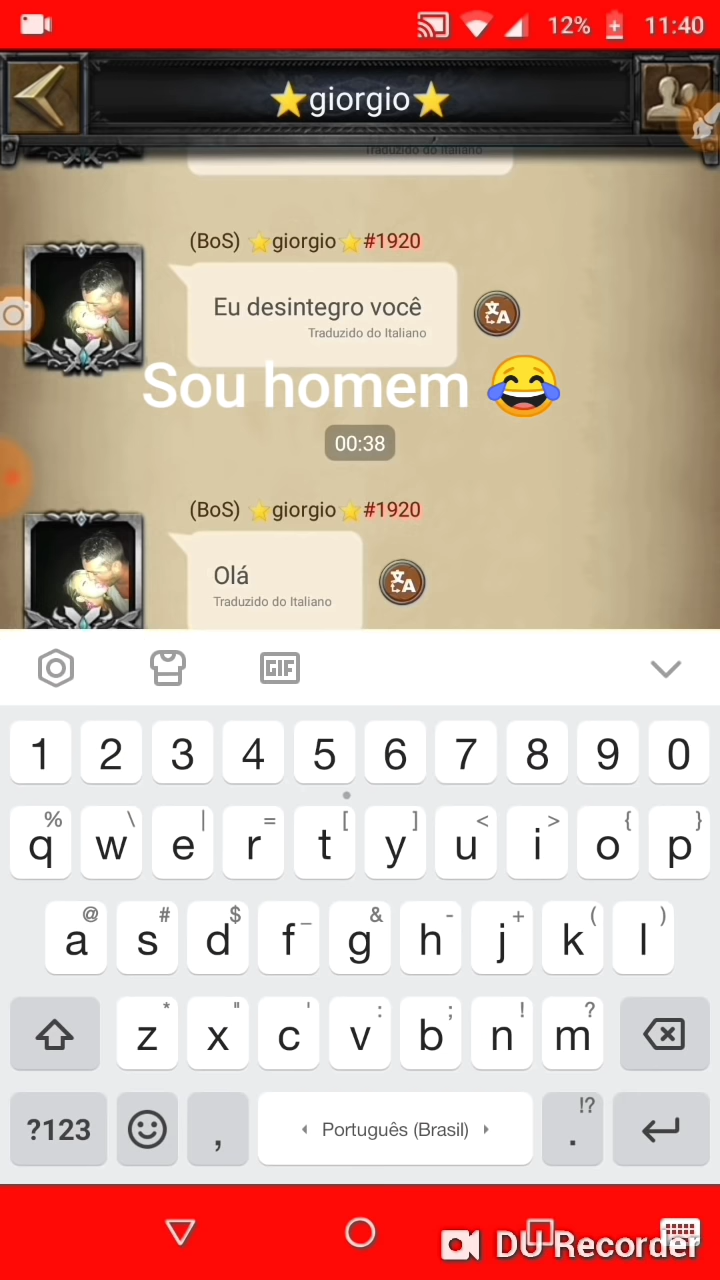 12% 11:40
⭐giorgio⭐
Traduzido do Italiano
(BoS) ⭐giorgio⭐#1920
Eu desintegro você
Traduzido do Italiano
Sou homem 😂
00:38
(BoS) ⭐giorgio⭐#1920
Olá
Traduzido do Italiano
GIF
1 2 3 4 5 6 7 8 9 0
% \ | = [ ] < > { }
q w e r t y u i o p
@ # $ _ & - + ( )
a s d f g h j k l
* " ' : ; ! ?
z x c v b n m
!?
?123 , Português (Brasil) .
DU Recorder